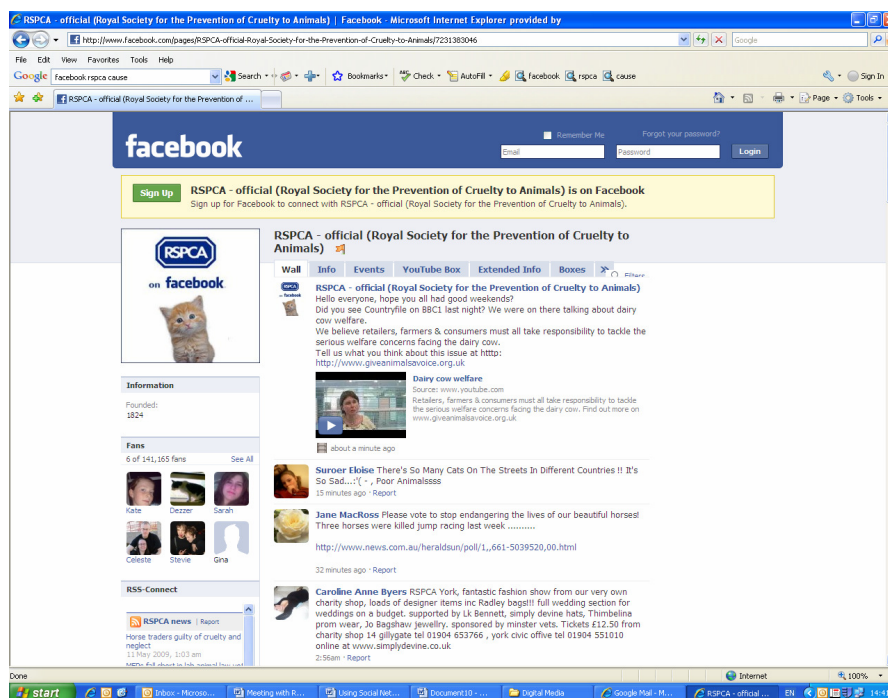 RSPCA - official (Royal Society for the Prevention of Cruelty to Animals) | Facebook - Microsoft Internet Explorer provided by
http://www.facebook.com/pages/RSPCA-official-Royal-Society-for-the-Prevention-of-Cruelty-to-Animals/7231383046
Google
File Edit View Favorites Tools Help
Google facebook rspca cause Search Bookmarks Check AutoFill facebook rspca cause Sign In
RSPCA - official (Royal Society for the Prevention of ... Page Tools
facebook
Remember Me Forgot your password?
Email Password Login
Sign Up
RSPCA - official (Royal Society for the Prevention of Cruelty to Animals) is on Facebook
Sign up for Facebook to connect with RSPCA - official (Royal Society for the Prevention of Cruelty to Animals).
RSPCA
on facebook
RSPCA - official (Royal Society for the Prevention of Cruelty to
Animals)
Wall Info Events YouTube Box Extended Info Boxes Filters
RSPCA - official (Royal Society for the Prevention of Cruelty to Animals)
Hello everyone, hope you all had good weekends?
Did you see Countryfile on BBC1 last night? We were on there talking about dairy
cow welfare.
We believe retailers, farmers & consumers must all take responsibility to tackle the
serious welfare concerns facing the dairy cow.
Tell us what you think about this issue at htttp:
http://www.giveanimalsavoice.org.uk
Dairy cow welfare
Source: www.youtube.com
Retailers, farmers & consumers must all take responsibility to tackle
the serious welfare concerns facing the dairy cow. Find out more on
www.giveanimalsavoice.org.uk
about a minute ago
Information
Founded:
1824
Fans
6 of 141,165 fans See All
Kate Dezzer Sarah
Celeste Stevie Gina
RSS-Connect
RSPCA news | Report
Horse traders guilty of cruelty and
neglect
11 May 2009, 1:03 am
Suroer Eloise There's So Many Cats On The Streets In Different Countries !! It's
So Sad...:'( - , Poor Animalssss
15 minutes ago · Report
Jane MacRoss Please vote to stop endangering the lives of our beautiful horses!
Three horses were killed jump racing last week ..........
http://www.news.com.au/heraldsun/poll/1,,661-5039520,00.html
32 minutes ago · Report
Caroline Anne Byers RSPCA York, fantastic fashion show from our very own
charity shop, loads of designer items inc Radley bags!!! full wedding section for
weddings on a budget. supported by Lk Bennett, simply devine hats, Thimbelina
prom wear, Jo Bagshaw jewellry. sponsored by minster vets. Tickets £12.50 from
charity shop 14 gillygate tel 01904 653766 , york civic offive tel 01904 551010
online at www.simplydevine.co.uk
2:56am · Report
Done Internet 100%
start Inbox - Microso... Meeting with R... Using Social Net... Document10 - ... Digital Media Google Mail - M... RSPCA - official ... EN